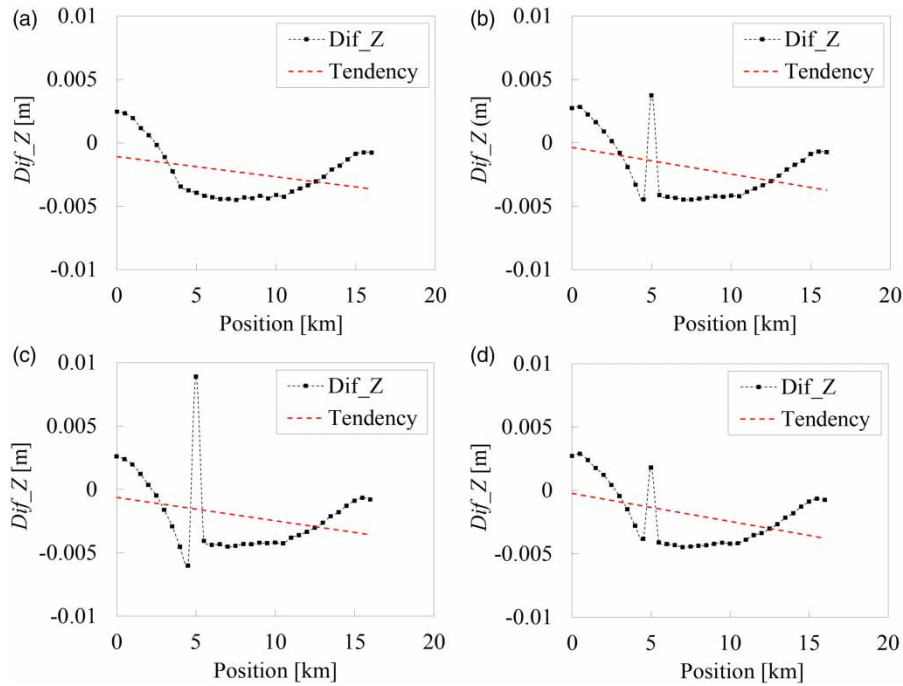 (a)
0.01
0.005
0
-0.005
-0.01
Dif_Z [m]
Dif_Z
Tendency
0 5 10 15 20
Position [km]
(b)
0.01
0.005
0
-0.005
-0.01
Dif_Z (m)
Dif_Z
Tendency
0 5 10 15 20
Position [km]
(c)
0.01
0.005
0
-0.005
-0.01
Dif_Z [m]
Dif_Z
Tendency
0 5 10 15 20
Position [km]
(d)
0.01
0.005
0
-0.005
-0.01
Dif_Z [m]
Dif_Z
Tendency
0 5 10 15 20
Position [km]